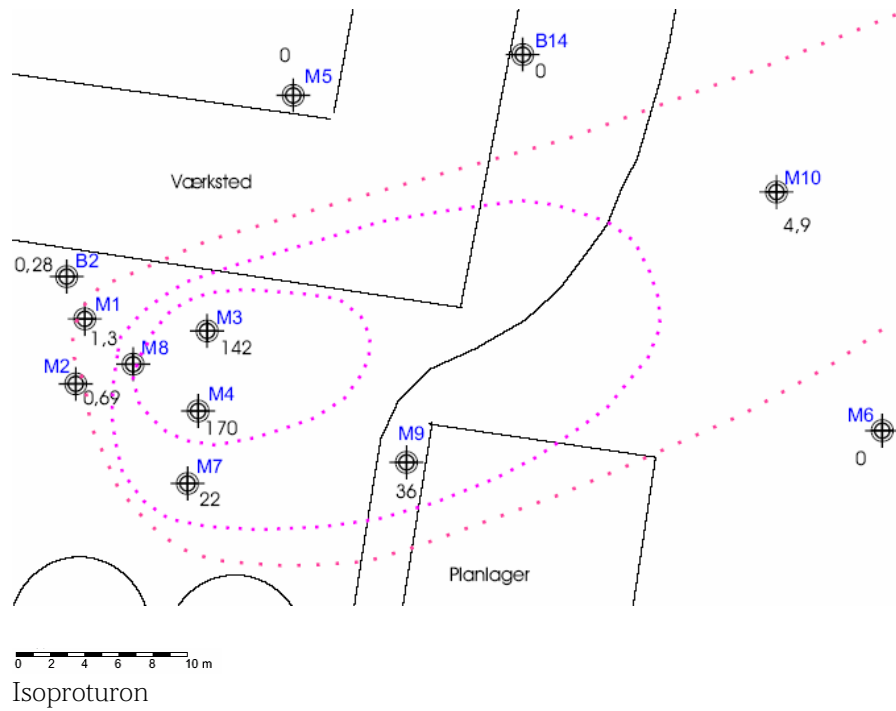 B14
0
0
M5
Værksted
M10
4,9
0,28
B2
M1
1,3
M3
142
M8
M2
0,69
M4
170
M9
36
M6
0
M7
22
Planlager
0 2 4 6 8 10 m
Isoproturon